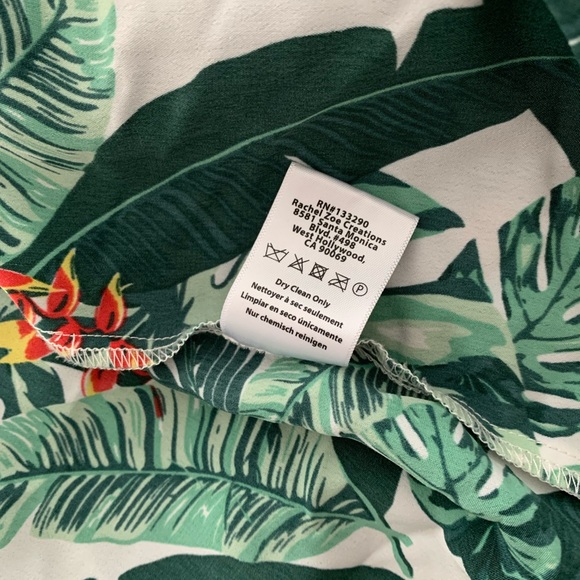 RN#133290
Rachel Zoe Creations
8581 Santa Monica
Blvd. #498
West Hollywood,
CA 90069
P
Dry Clean Only
Nettoyer à sec seulement
Limpiar en seco únicamente
Nur chemisch reinigen